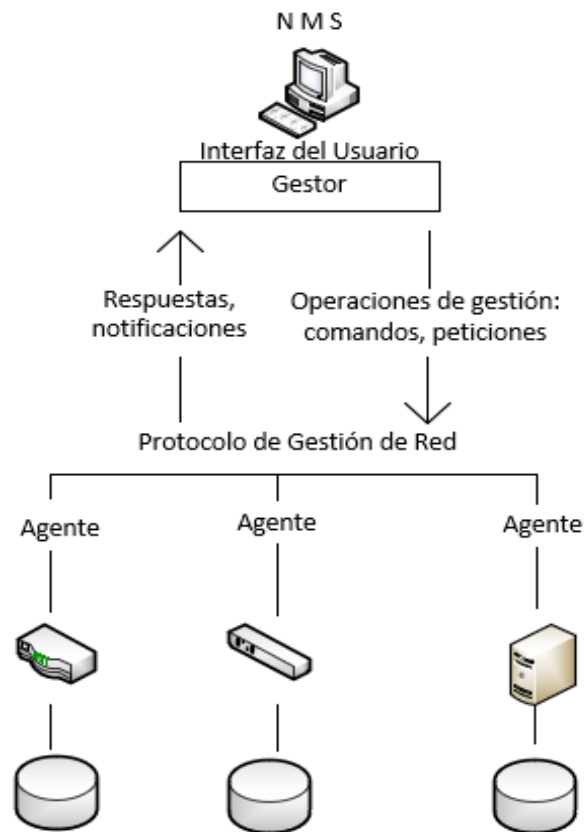 N M S
Interfaz del Usuario
Gestor
Respuestas,
notificaciones
Operaciones de gestión:
comandos, peticiones
Protocolo de Gestión de Red
Agente
Agente
Agente